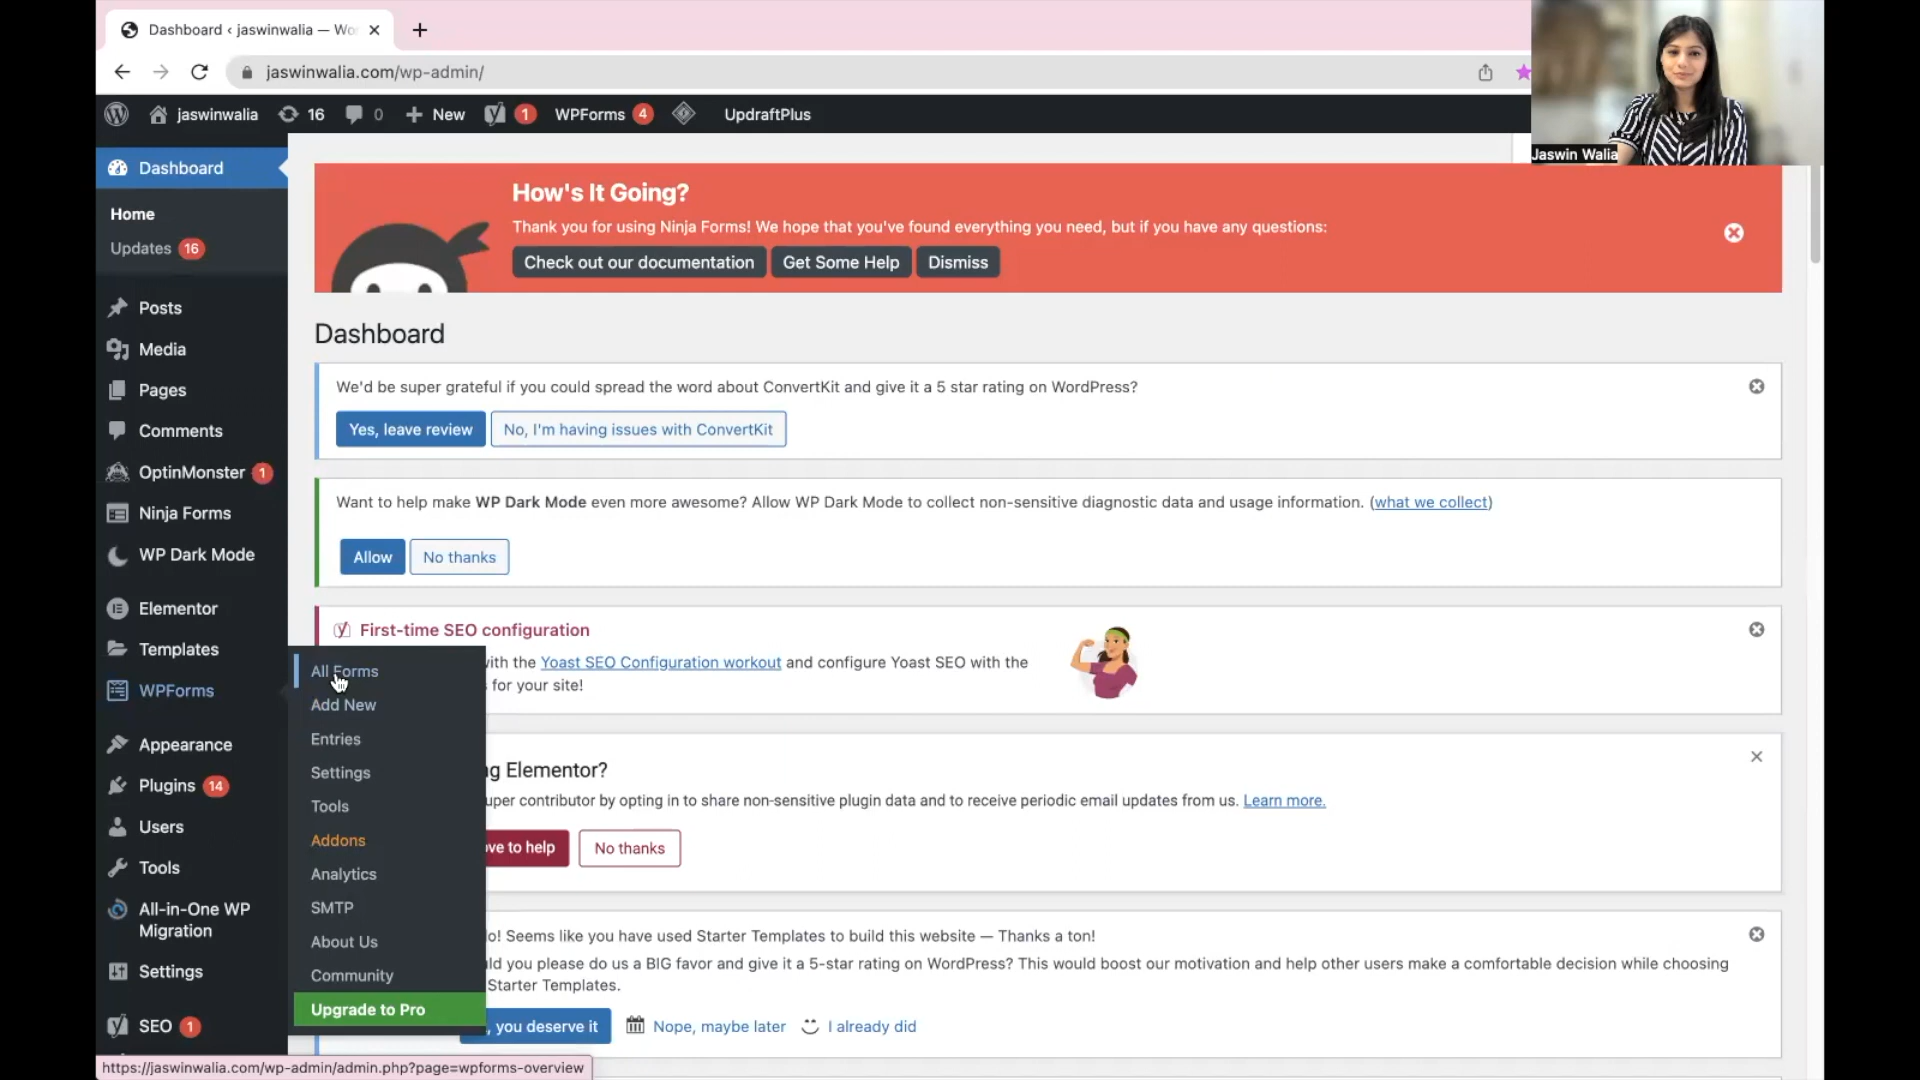 Dashboard ‹ jaswinwalia — Wo
jaswinwalia.com/wp-admin/
Jaswin Walia
jaswinwalia
16
0
New
1
WPForms 4
UpdraftPlus
Dashboard
Home
Updates 16
Posts
Media
Pages
Comments
OptinMonster 1
Ninja Forms
WP Dark Mode
Elementor
Templates
WPForms
Appearance
Plugins 14
Users
Tools
All-in-One WP
Migration
Settings
SEO 1
All Forms
Add New
Entries
Settings
Tools
Addons
Analytics
SMTP
About Us
Community
Upgrade to Pro
How's It Going?
Thank you for using Ninja Forms! We hope that you've found everything you need, but if you have any questions:
Check out our documentation
Get Some Help
Dismiss
Dashboard
We'd be super grateful if you could spread the word about ConvertKit and give it a 5 star rating on WordPress?
Yes, leave review
No, I'm having issues with ConvertKit
Want to help make WP Dark Mode even more awesome? Allow WP Dark Mode to collect non-sensitive diagnostic data and usage information. (what we collect)
Allow
No thanks
First-time SEO configuration
with the Yoast SEO Configuration workout and configure Yoast SEO with the
for your site!
g Elementor?
uper contributor by opting in to share non-sensitive plugin data and to receive periodic email updates from us. Learn more.
ove to help
No thanks
lo! Seems like you have used Starter Templates to build this website — Thanks a ton!
ld you please do us a BIG favor and give it a 5-star rating on WordPress? This would boost our motivation and help other users make a comfortable decision while choosing
Starter Templates.
, you deserve it
Nope, maybe later
I already did
https://jaswinwalia.com/wp-admin/admin.php?page=wpforms-overview